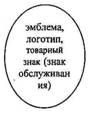 эмблема,
логотип,
товарный
знак (знак
обслуживан
ия)